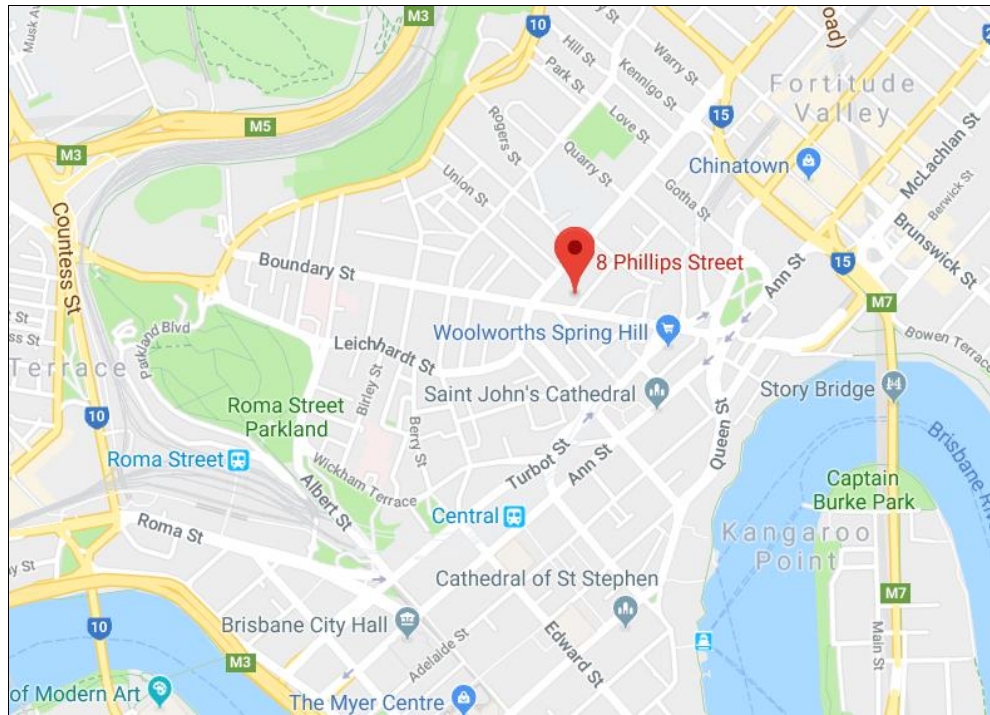 M3
10
10
Musk Av
Hill St
Park St
Warry St
Kennigo St
Love St
Road)
Fortitude
Valley
15
M5
M3
Rogers St
Quarry St
Chinatown
McLachlan St
Union St
Gotha St
Berwick St
Brunswick St
Countess St
Boundary St
8 Phillips Street
Ann St
15
M7
Parkland Blvd
Terrace
Leichhardt St
Woolworths Spring Hill
Bowen Terrace
Birley St
Saint John's Cathedral
Story Bridge
10
Roma Street
Parkland
Berry St
Queen St
Brisbane
Roma Street
Wickham Terrace
Turbot St
Ann St
Captain
Burke Park
Albert St
Central
Roma St
Kangaroo
Point
Cathedral of St Stephen
M7
10
Brisbane City Hall
Adelaide St
Edward St
Main St
M3
of Modern Art
The Myer Centre